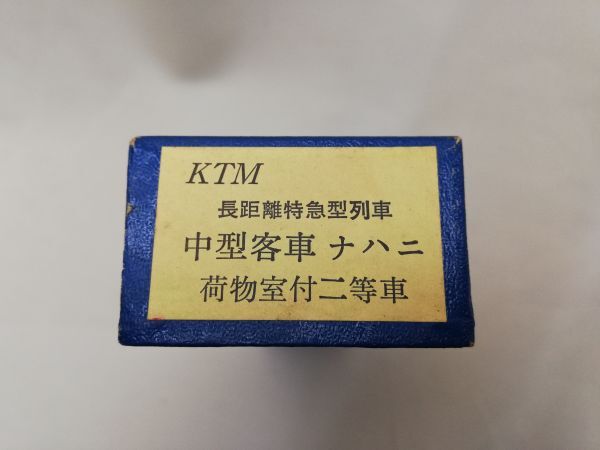 KTM
長距離特急型列車
中型客車 ナハニ
荷物室付二等車